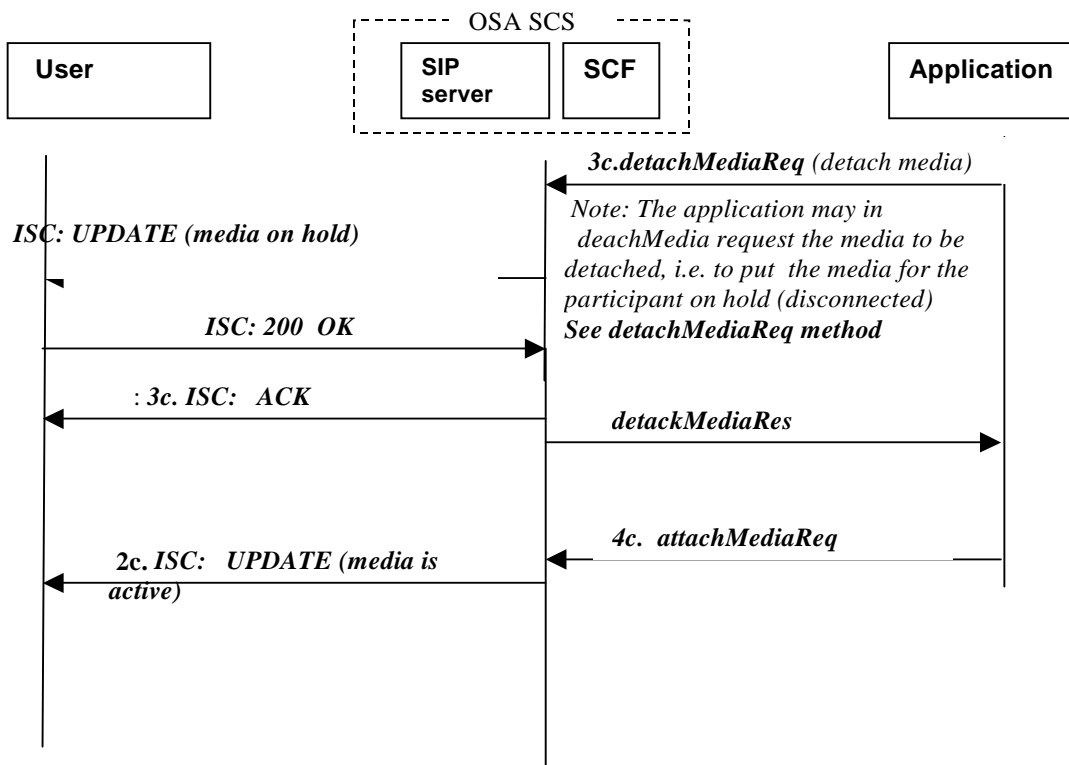 OSA SCS
User
SIP
server
SCF
Application
3c.detachMediaReq (detach media)
Note: The application may in
deachMedia request the media to be
detached, i.e. to put the media for the
participant on hold (disconnected)
See detachMediaReq method
ISC: UPDATE (media on hold)
ISC: 200 OK
: 3c. ISC: ACK
detackMediaRes
4c. attachMediaReq
2c. ISC: UPDATE (media is
active)